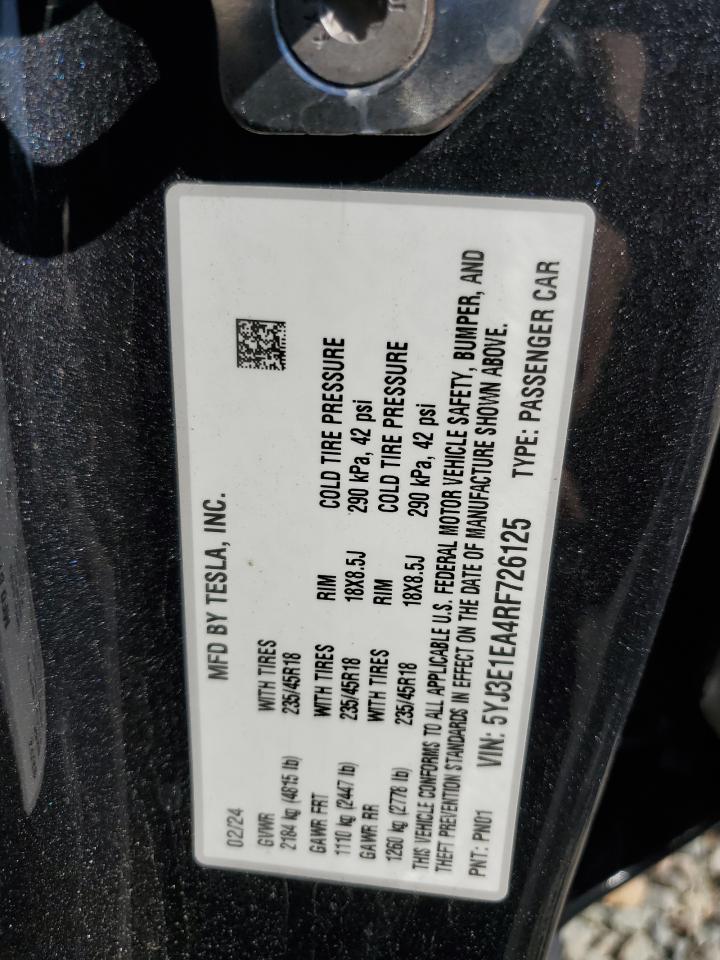 MFD BY TESLA, INC.
02/24
GVWR WITH TIRES
2184 kg (4815 lb) 235/45R18
GAWR FRT WITH TIRES RIM COLD TIRE PRESSURE
1110 kg (2447 lb) 235/45R18 18X8.5J 290 kPa, 42 psi
GAWR RR WITH TIRES RIM COLD TIRE PRESSURE
1260 kg (2778 lb) 235/45R18 18X8.5J 290 kPa, 42 psi
THIS VEHICLE CONFORMS TO ALL APPLICABLE U.S. FEDERAL MOTOR VEHICLE SAFETY, BUMPER, AND
THEFT PREVENTION STANDARDS IN EFFECT ON THE DATE OF MANUFACTURE SHOWN ABOVE.
PNT: PN01 VIN: 5YJ3E1EA4RF726125 TYPE: PASSENGER CAR